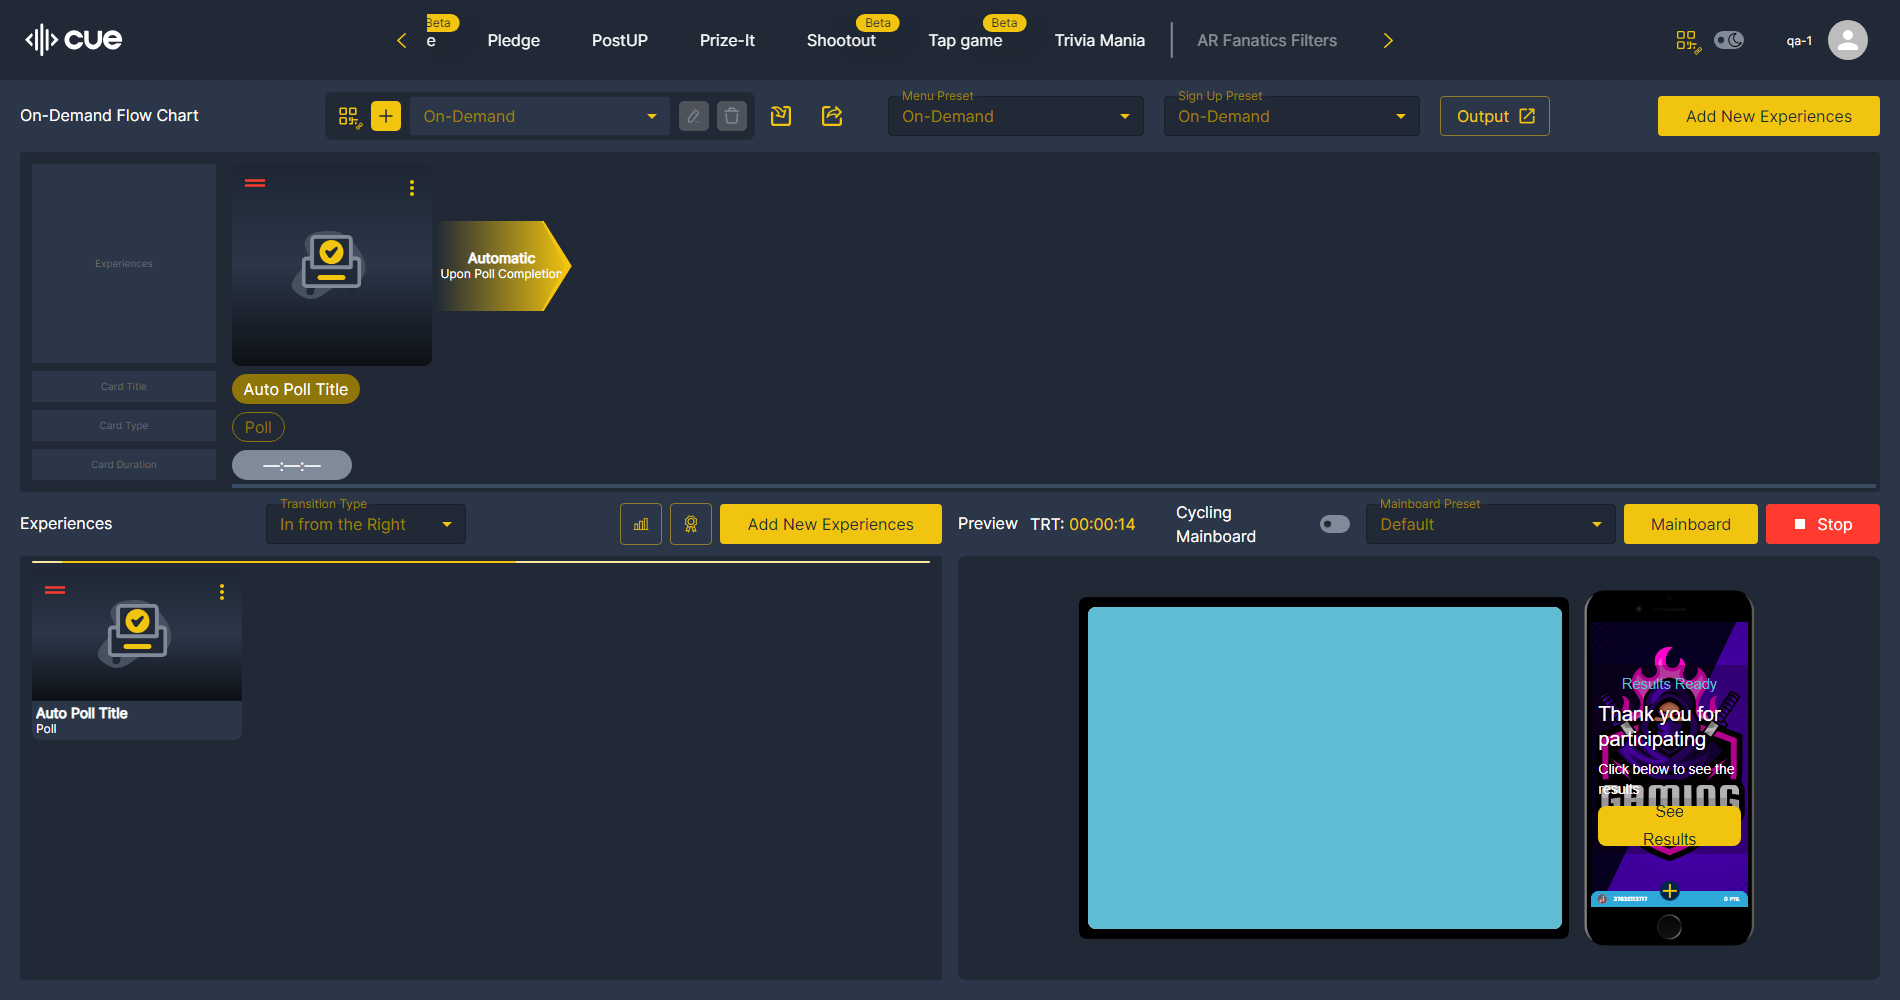 cue
e
Beta
Pledge
PostUP
Prize-It
Shootout
Beta
Tap game
Beta
Trivia Mania
AR Fanatics Filters
qa-1
On-Demand Flow Chart
On-Demand
Menu Preset
On-Demand
Sign Up Preset
On-Demand
Output
Add New Experiences
Experiences
Automatic
Upon Poll Completion
Card Title
Auto Poll Title
Card Type
Poll
Card Duration
—:—:—
Experiences
Transition Type
In from the Right
Add New Experiences
Preview
TRT: 00:00:14
Cycling
Mainboard
Mainboard Preset
Default
Mainboard
Stop
Auto Poll Title
Poll
Results Ready
Thank you for
participating
Click below to see the
results
GAMING
See
Results
0 PTS.